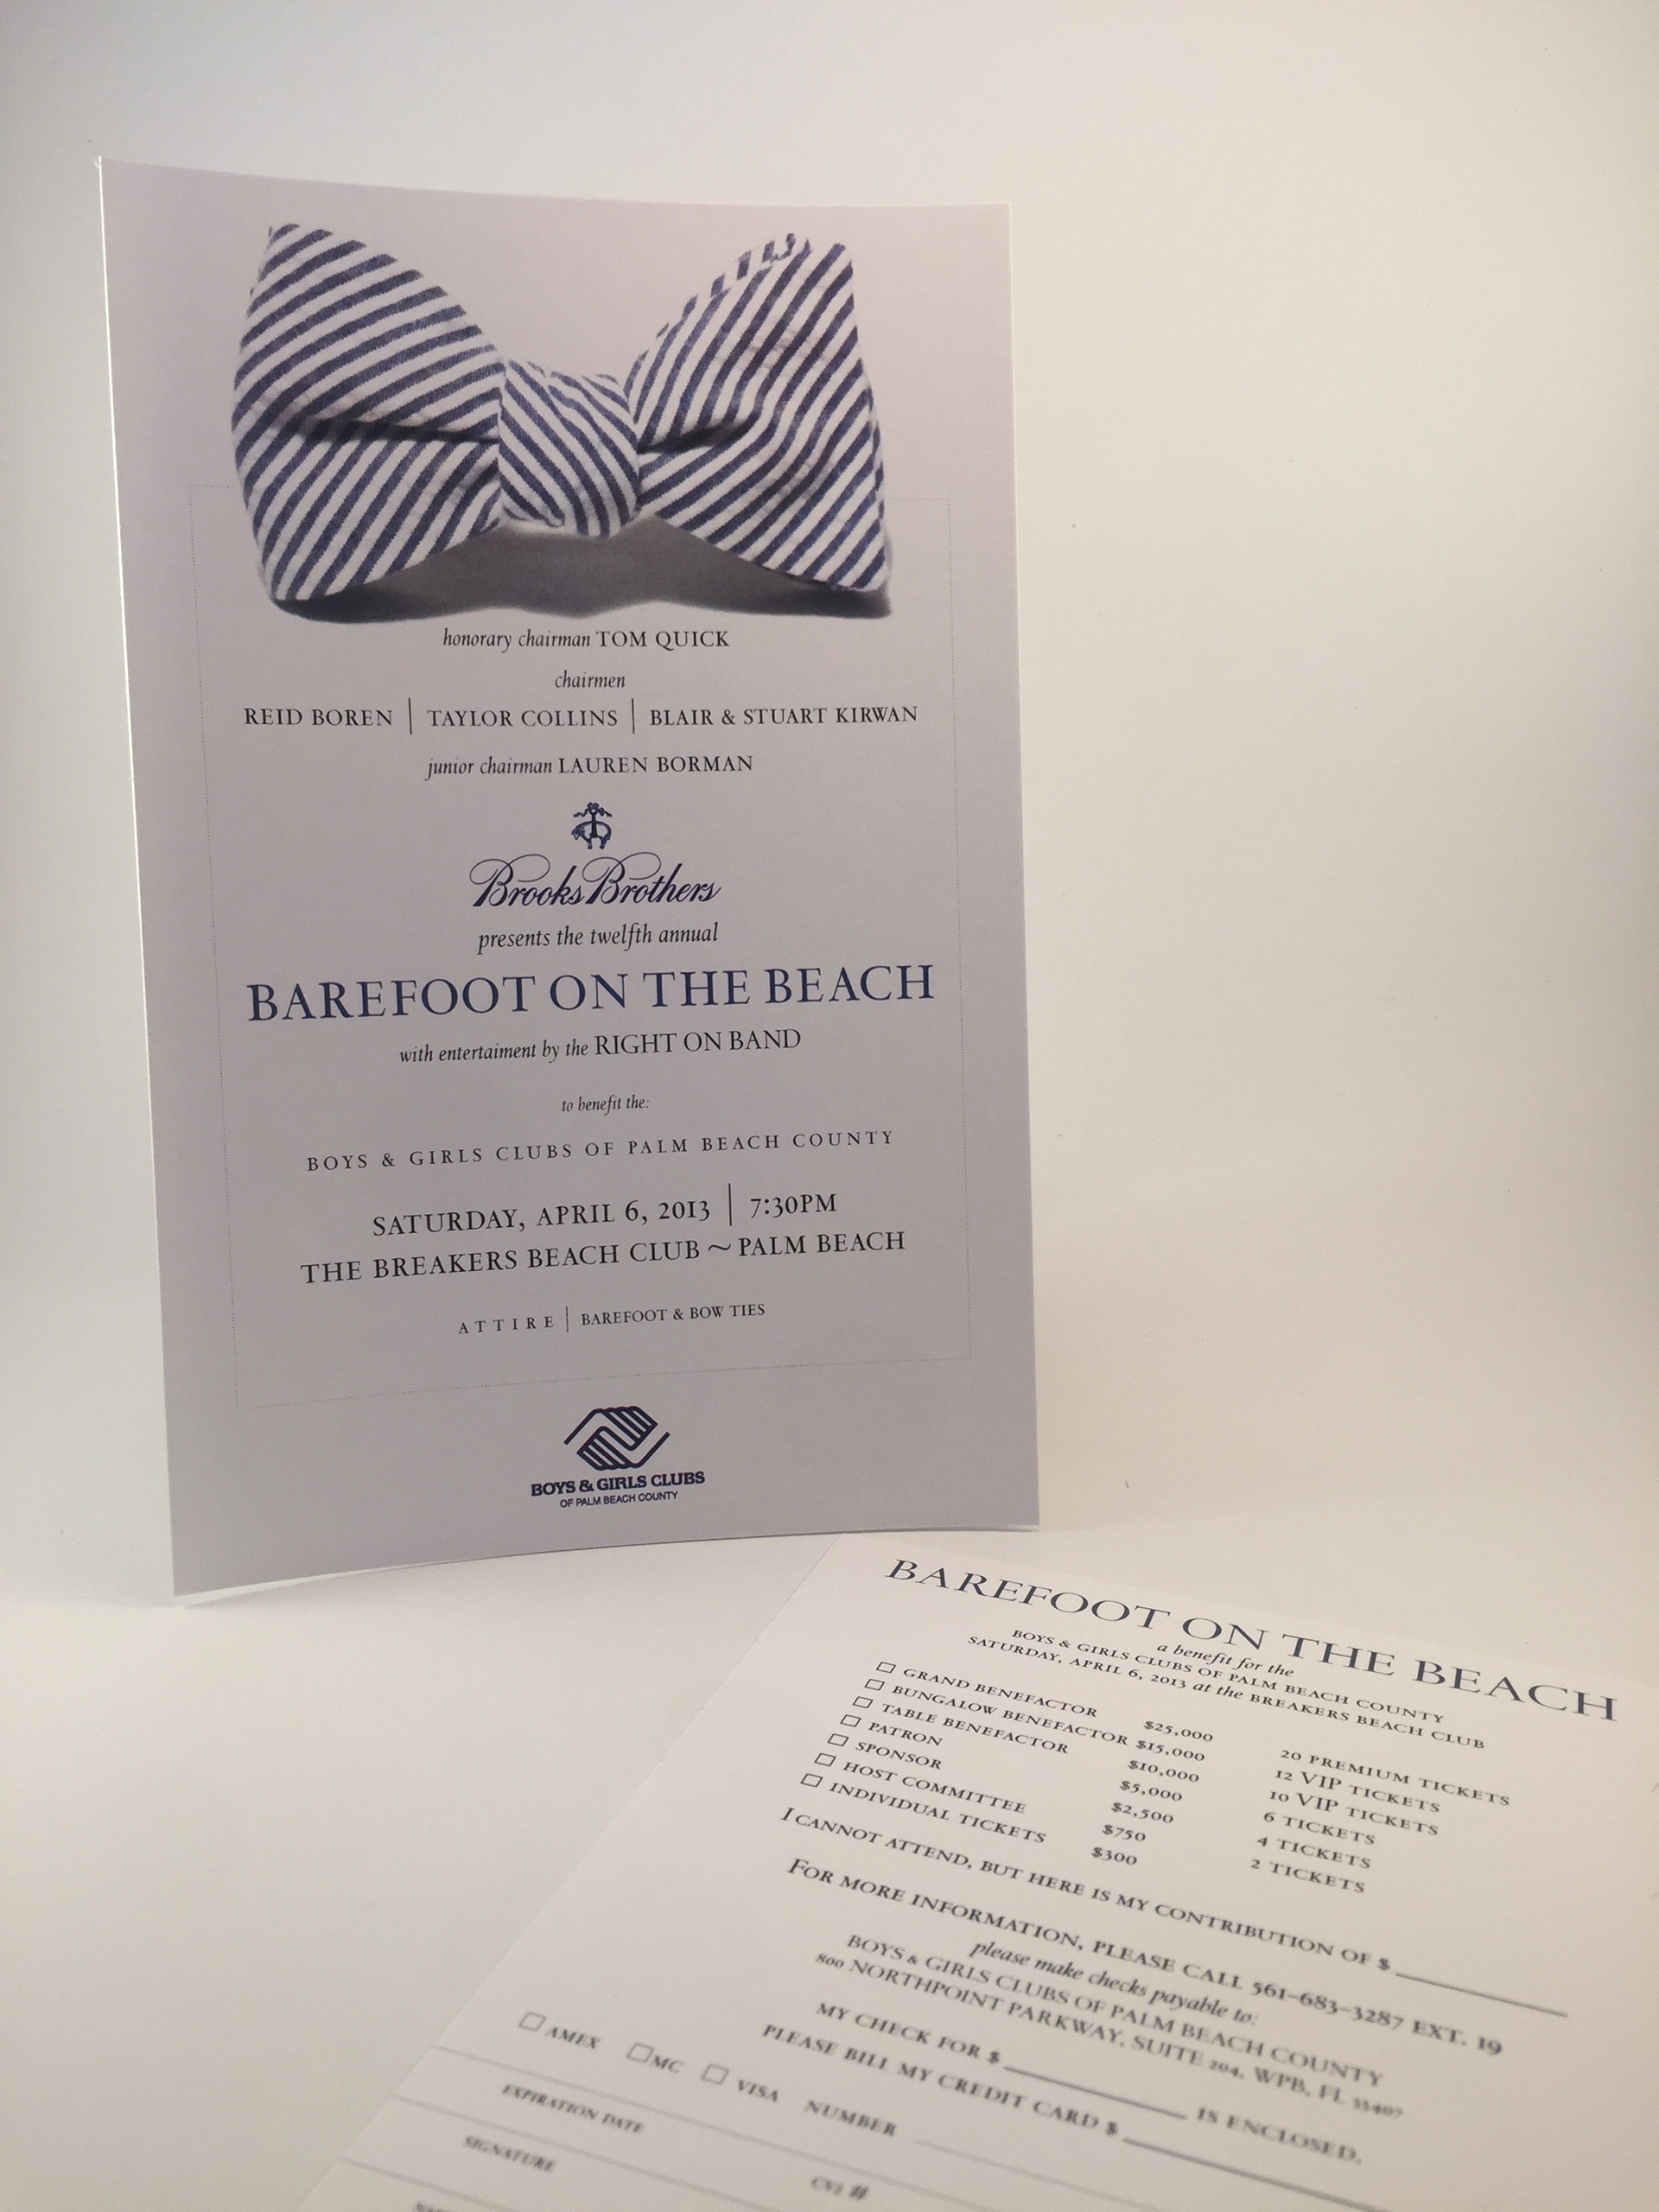 honorary chairman TOM QUICK
chairmen
REID BOREN | TAYLOR COLLINS | BLAIR & STUART KIRWAN
junior chairman LAUREN BORMAN
Brooks Brothers
presents the twelfth annual
BAREFOOT ON THE BEACH
with entertaiment by the RIGHT ON BAND
to benefit the:
BOYS & GIRLS CLUBS OF PALM BEACH COUNTY
SATURDAY, APRIL 6, 2013 | 7:30PM
THE BREAKERS BEACH CLUB ~ PALM BEACH
ATTIRE | BAREFOOT & BOW TIES
BOYS & GIRLS CLUBS
OF PALM BEACH COUNTY
BAREFOOT ON THE BEACH
a benefit for the
BOYS & GIRLS CLUBS OF PALM BEACH COUNTY
SATURDAY, APRIL 6, 2013 at the BREAKERS BEACH CLUB
GRAND BENEFACTOR $25,000 20 PREMIUM TICKETS
BUNGALOW BENEFACTOR $15,000 12 VIP TICKETS
TABLE BENEFACTOR $10,000 10 VIP TICKETS
PATRON $5,000 6 TICKETS
SPONSOR $2,500 4 TICKETS
HOST COMMITTEE $750 2 TICKETS
INDIVIDUAL TICKETS $300
I CANNOT ATTEND, BUT HERE IS MY CONTRIBUTION OF $
FOR MORE INFORMATION, PLEASE CALL 561-683-3287 EXT. 19
please make checks payable to:
BOYS & GIRLS CLUBS OF PALM BEACH COUNTY
800 NORTHPOINT PARKWAY, SUITE 204, WPB, FL 33407
MY CHECK FOR $ IS ENCLOSED.
PLEASE BILL MY CREDIT CARD $
AMEX MC VISA NUMBER
EXPIRATION DATE CV2 #
SIGNATURE